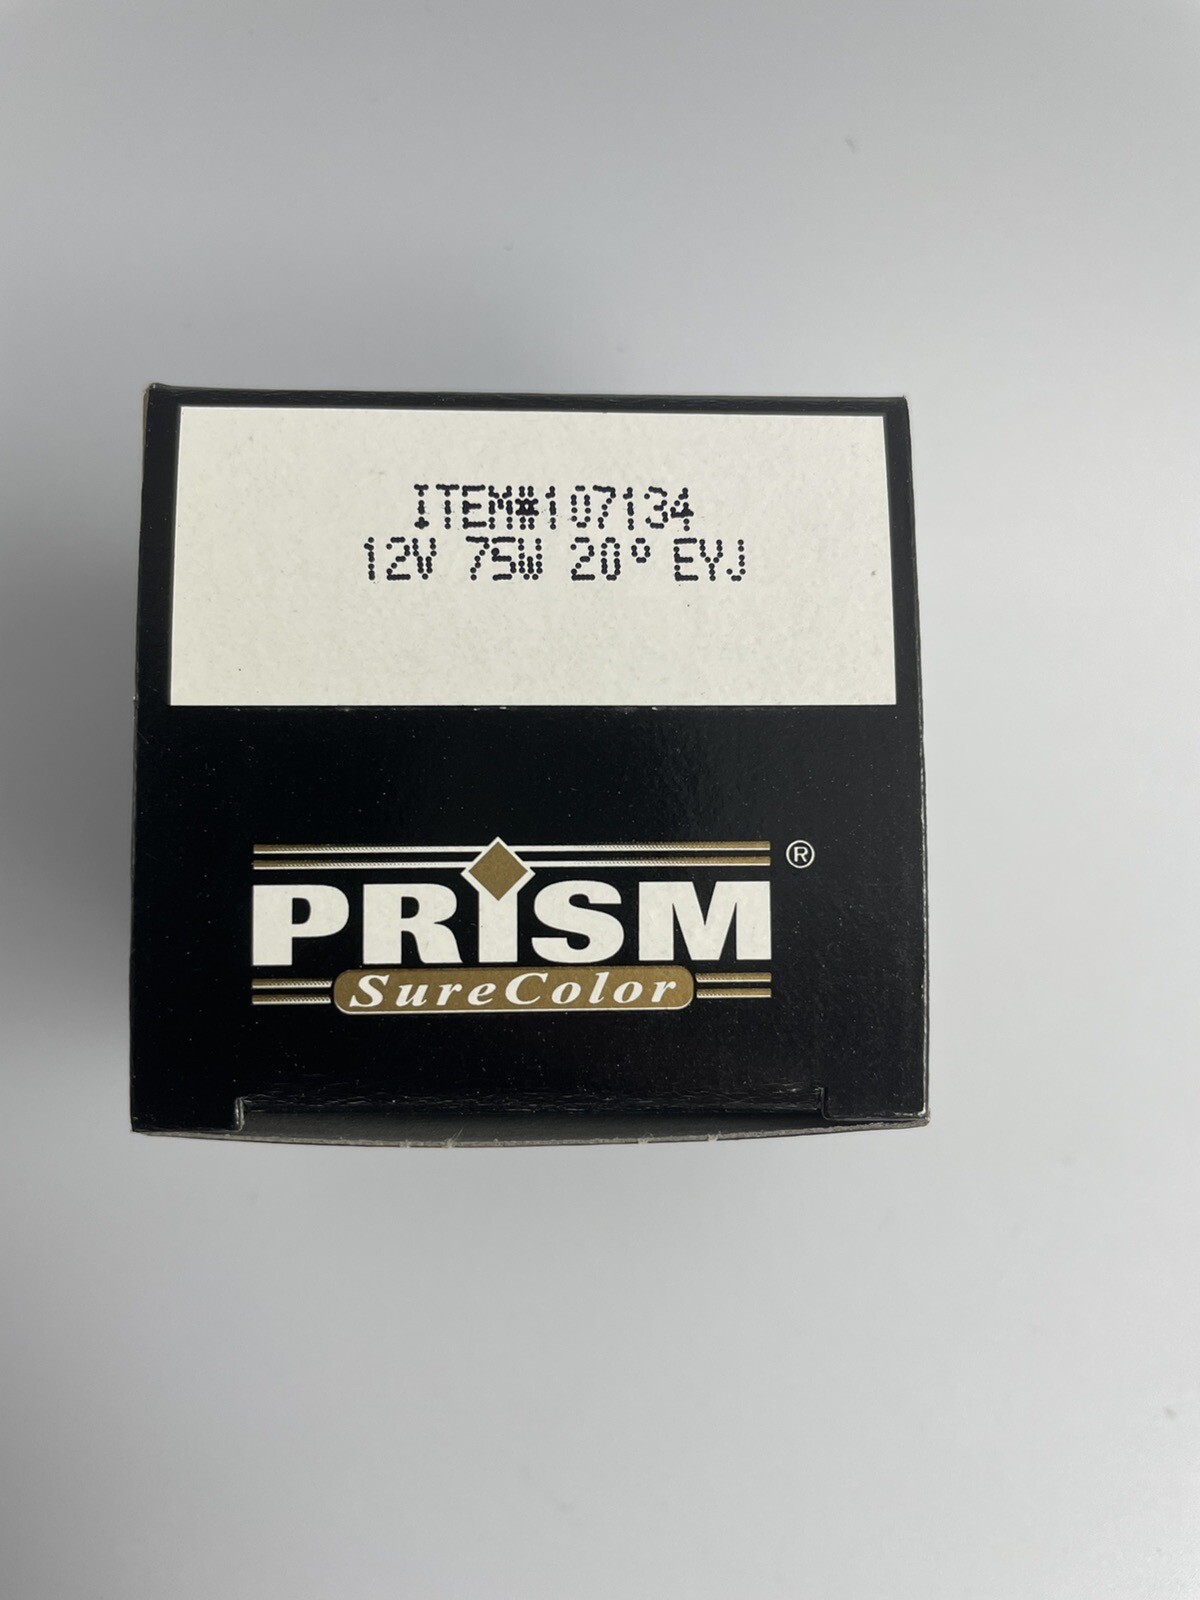 ITEM#107134
12V 75W 20° EYJ
PRISM®
SureColor